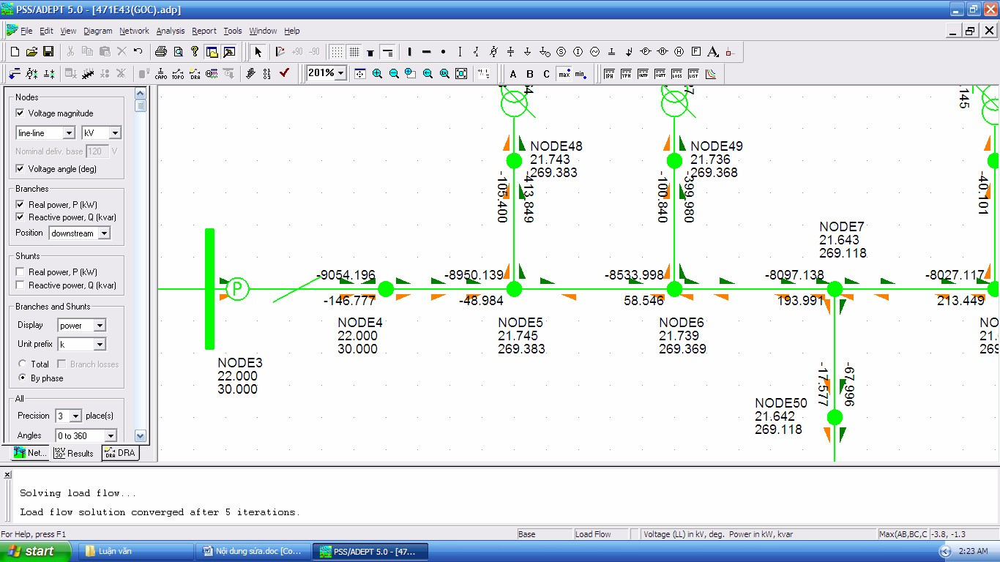 PSS/ADEPT 5.0 - [471E43(GOC).adp]
File Edit View Diagram Network Analysis Report Tools Window Help
+90 -90
201% A B C max min
Nodes
Voltage magnitude
line-line kV
Nominal deliv. base 120 V
Voltage angle (deg)
Branches
Real power, P (kW)
Reactive power, Q (kvar)
Position downstream
Shunts
Real power, P (kW)
Reactive power, Q (kvar)
Branches and Shunts
Display power
Unit prefix k
Total Branch losses
By phase
All
Precision 3 place(s)
Angles 0 to 360
Net... Results DRA
NODE48
21.743
269.383
-105.400
-413.849
NODE49
21.736
269.368
-100.840
-399.980
145
-40.101
NODE7
21.643
269.118
P
-9054.196
-146.777
-8950.139
-48.984
-8533.998
58.546
-8097.138
193.991
-8027.117
213.449
NODE3
22.000
30.000
NODE4
22.000
30.000
NODE5
21.745
269.383
NODE6
21.739
269.369
-17.577
-67.996
NODE50
21.642
269.118
Solving load flow...
Load flow solution converged after 5 iterations.
For Help, press F1 Base Load Flow Voltage (LL) in kV, deg. Power in kW, kvar Max(AB,BC,C -3.8, -1.3
start Luận văn Nội dung sửa.doc [Co... PSS/ADEPT 5.0 - [47... 2:23 AM